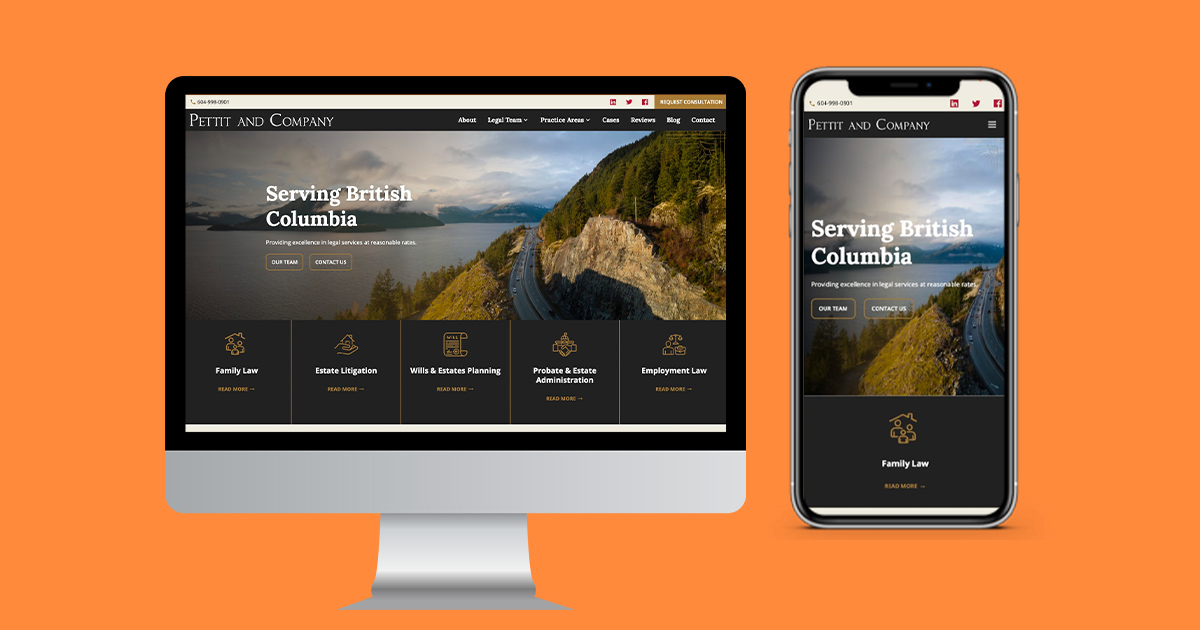 604-998-0901
REQUEST CONSULTATION
PETTIT AND COMPANY
About Legal Team Practice Areas Cases Reviews Blog Contact
Serving British
Columbia
Providing excellence in legal services at reasonable rates.
OUR TEAM CONTACT US
WILL
Family Law
READ MORE →
Estate Litigation
READ MORE →
Wills & Estates Planning
READ MORE →
Probate & Estate
Administration
READ MORE →
Employment Law
READ MORE →
604-998-0901
PETTIT AND COMPANY
Serving British
Columbia
Providing excellence in legal services at reasonable rates.
OUR TEAM CONTACT US
Family Law
READ MORE →